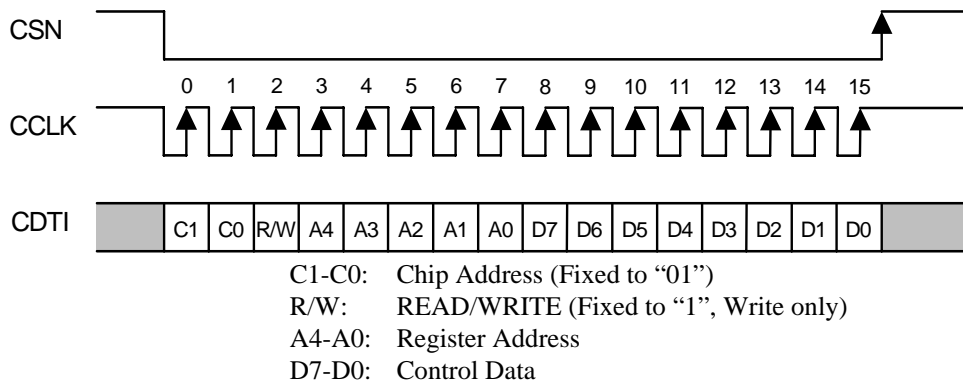 CSN
0 1 2 3 4 5 6 7 8 9 10 11 12 13 14 15
CCLK
CDTI C1 C0 R/W A4 A3 A2 A1 A0 D7 D6 D5 D4 D3 D2 D1 D0
C1-C0: Chip Address (Fixed to “01”)
R/W: READ/WRITE (Fixed to “1”, Write only)
A4-A0: Register Address
D7-D0: Control Data